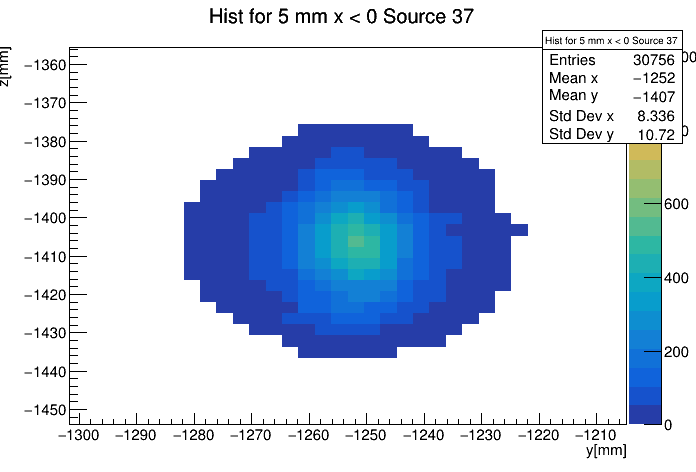 Hist for 5 mm x < 0 Source 37
z[mm]
Hist for 5 mm x < 0 Source 37
Entries 30756
Mean x −1252
Mean y −1407
Std Dev x 8.336
Std Dev y 10.72
−1360
−1370
−1380
−1390
−1400
−1410
−1420
−1430
−1440
−1450
600
400
200
0
−1300 −1290 −1280 −1270 −1260 −1250 −1240 −1230 −1220 −1210
y[mm]